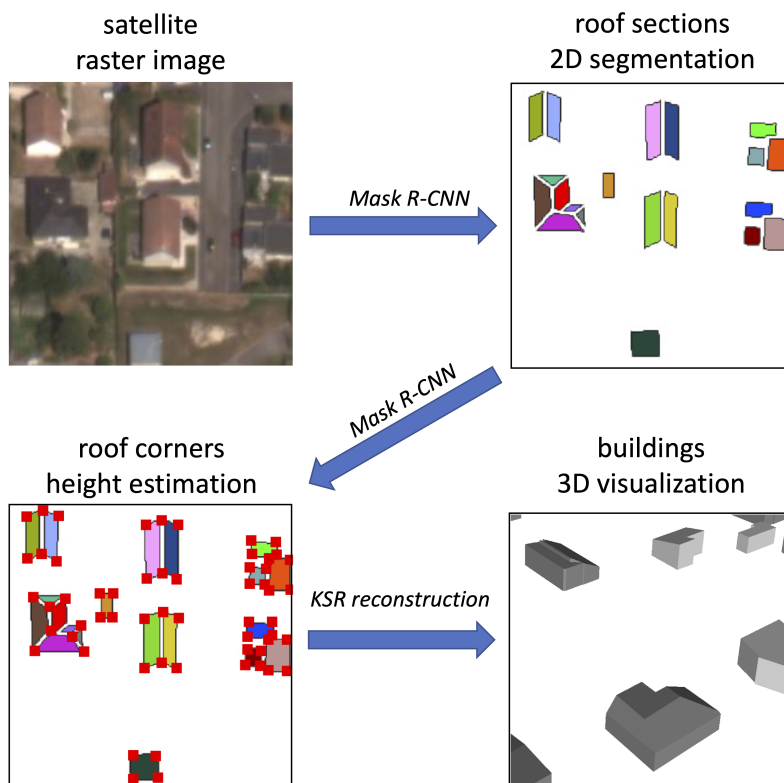 satellite
raster image
roof sections
2D segmentation
Mask R-CNN
Mask R-CNN
roof corners
height estimation
buildings
3D visualization
KSR reconstruction